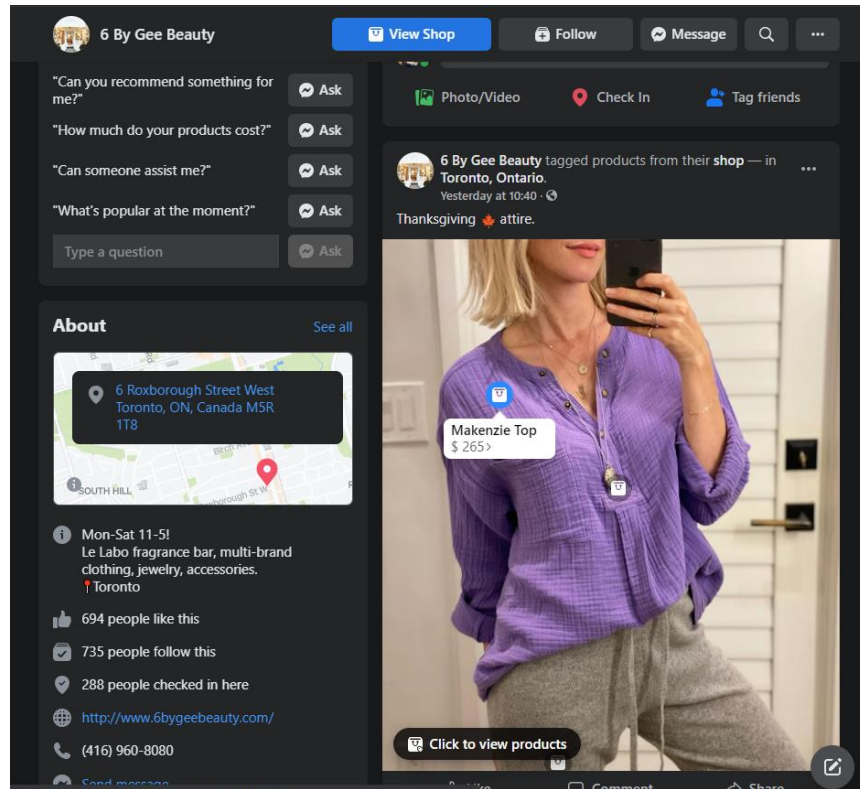 6 By Gee Beauty
View Shop
Follow
Message
"Can you recommend something for
me?"
Ask
"How much do your products cost?"
Ask
"Can someone assist me?"
Ask
"What's popular at the moment?"
Ask
Type a question
Ask
About
See all
6 Roxborough Street West
Toronto, ON, Canada M5R
1T8
SOUTH HILL
Mon-Sat 11-5!
Le Labo fragrance bar, multi-brand
clothing, jewelry, accessories.
Toronto
694 people like this
735 people follow this
288 people checked in here
http://www.6bygeebeauty.com/
(416) 960-8080
Send message
Photo/Video
Check In
Tag friends
6 By Gee Beauty tagged products from their shop — in
Toronto, Ontario.
Yesterday at 10:40 ·
Thanksgiving 🍁 attire.
Makenzie Top
$ 265>
Click to view products
Like
Comment
Share